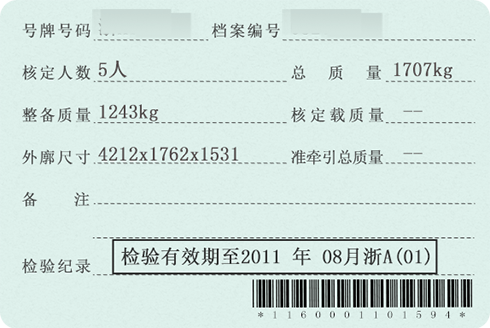 号牌号码 档案编号
核定人数 5人 总质量 1707kg
整备质量 1243kg 核定载质量 --
外廓尺寸 4212x1762x1531 准牵引总质量 --
备注
检验纪录 检验有效期至2011 年 08月浙A(01)
*1160001101594*